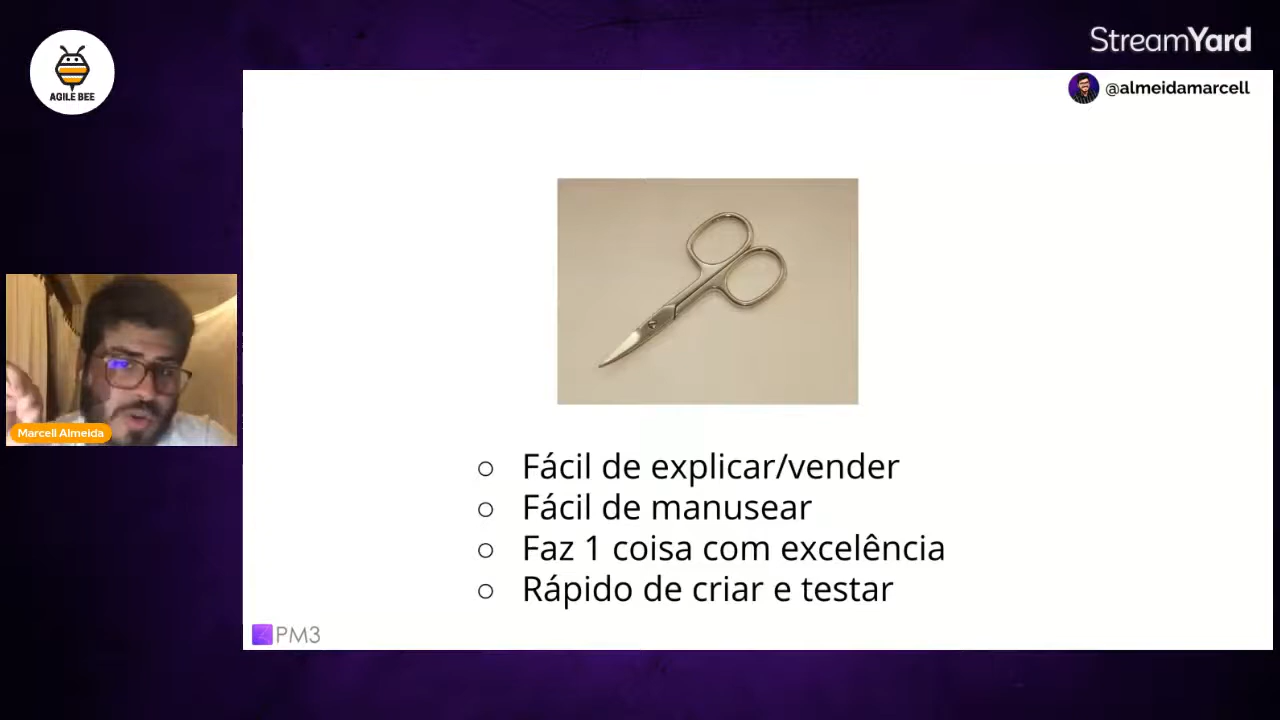 AGILE BEE
StreamYard
@almeidamarcell
Marcell Almeida
Fácil de explicar/vender
Fácil de manusear
Faz 1 coisa com excelência
Rápido de criar e testar
PM3